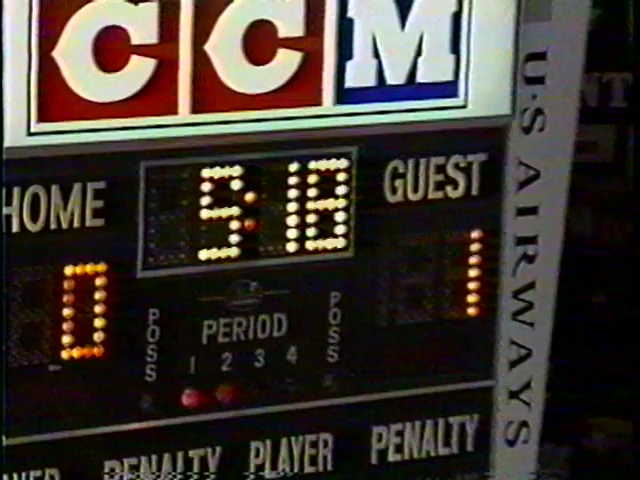 CCM
HOME 5:18 GUEST
0 1
POSS PERIOD POSS
1 2 3 4
PENALTY PLAYER PENALTY
U·S AIRWAYS